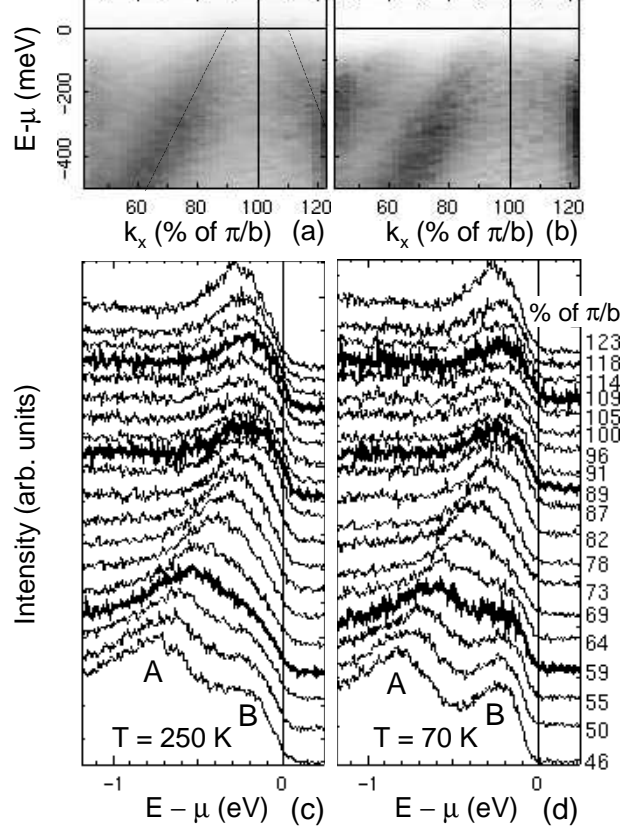 E-μ (meV)
0
-200
-400
60 80 100 120
60 80 100 120
kx (% of π/b) (a)
kx (% of π/b) (b)
% of π/b
123
118
114
109
105
100
96
91
89
87
82
78
73
69
64
59
55
50
46
Intensity (arb. units)
A
B
T = 250 K
A
B
T = 70 K
-1 0
-1 0
E − μ (eV) (c)
E − μ (eV) (d)